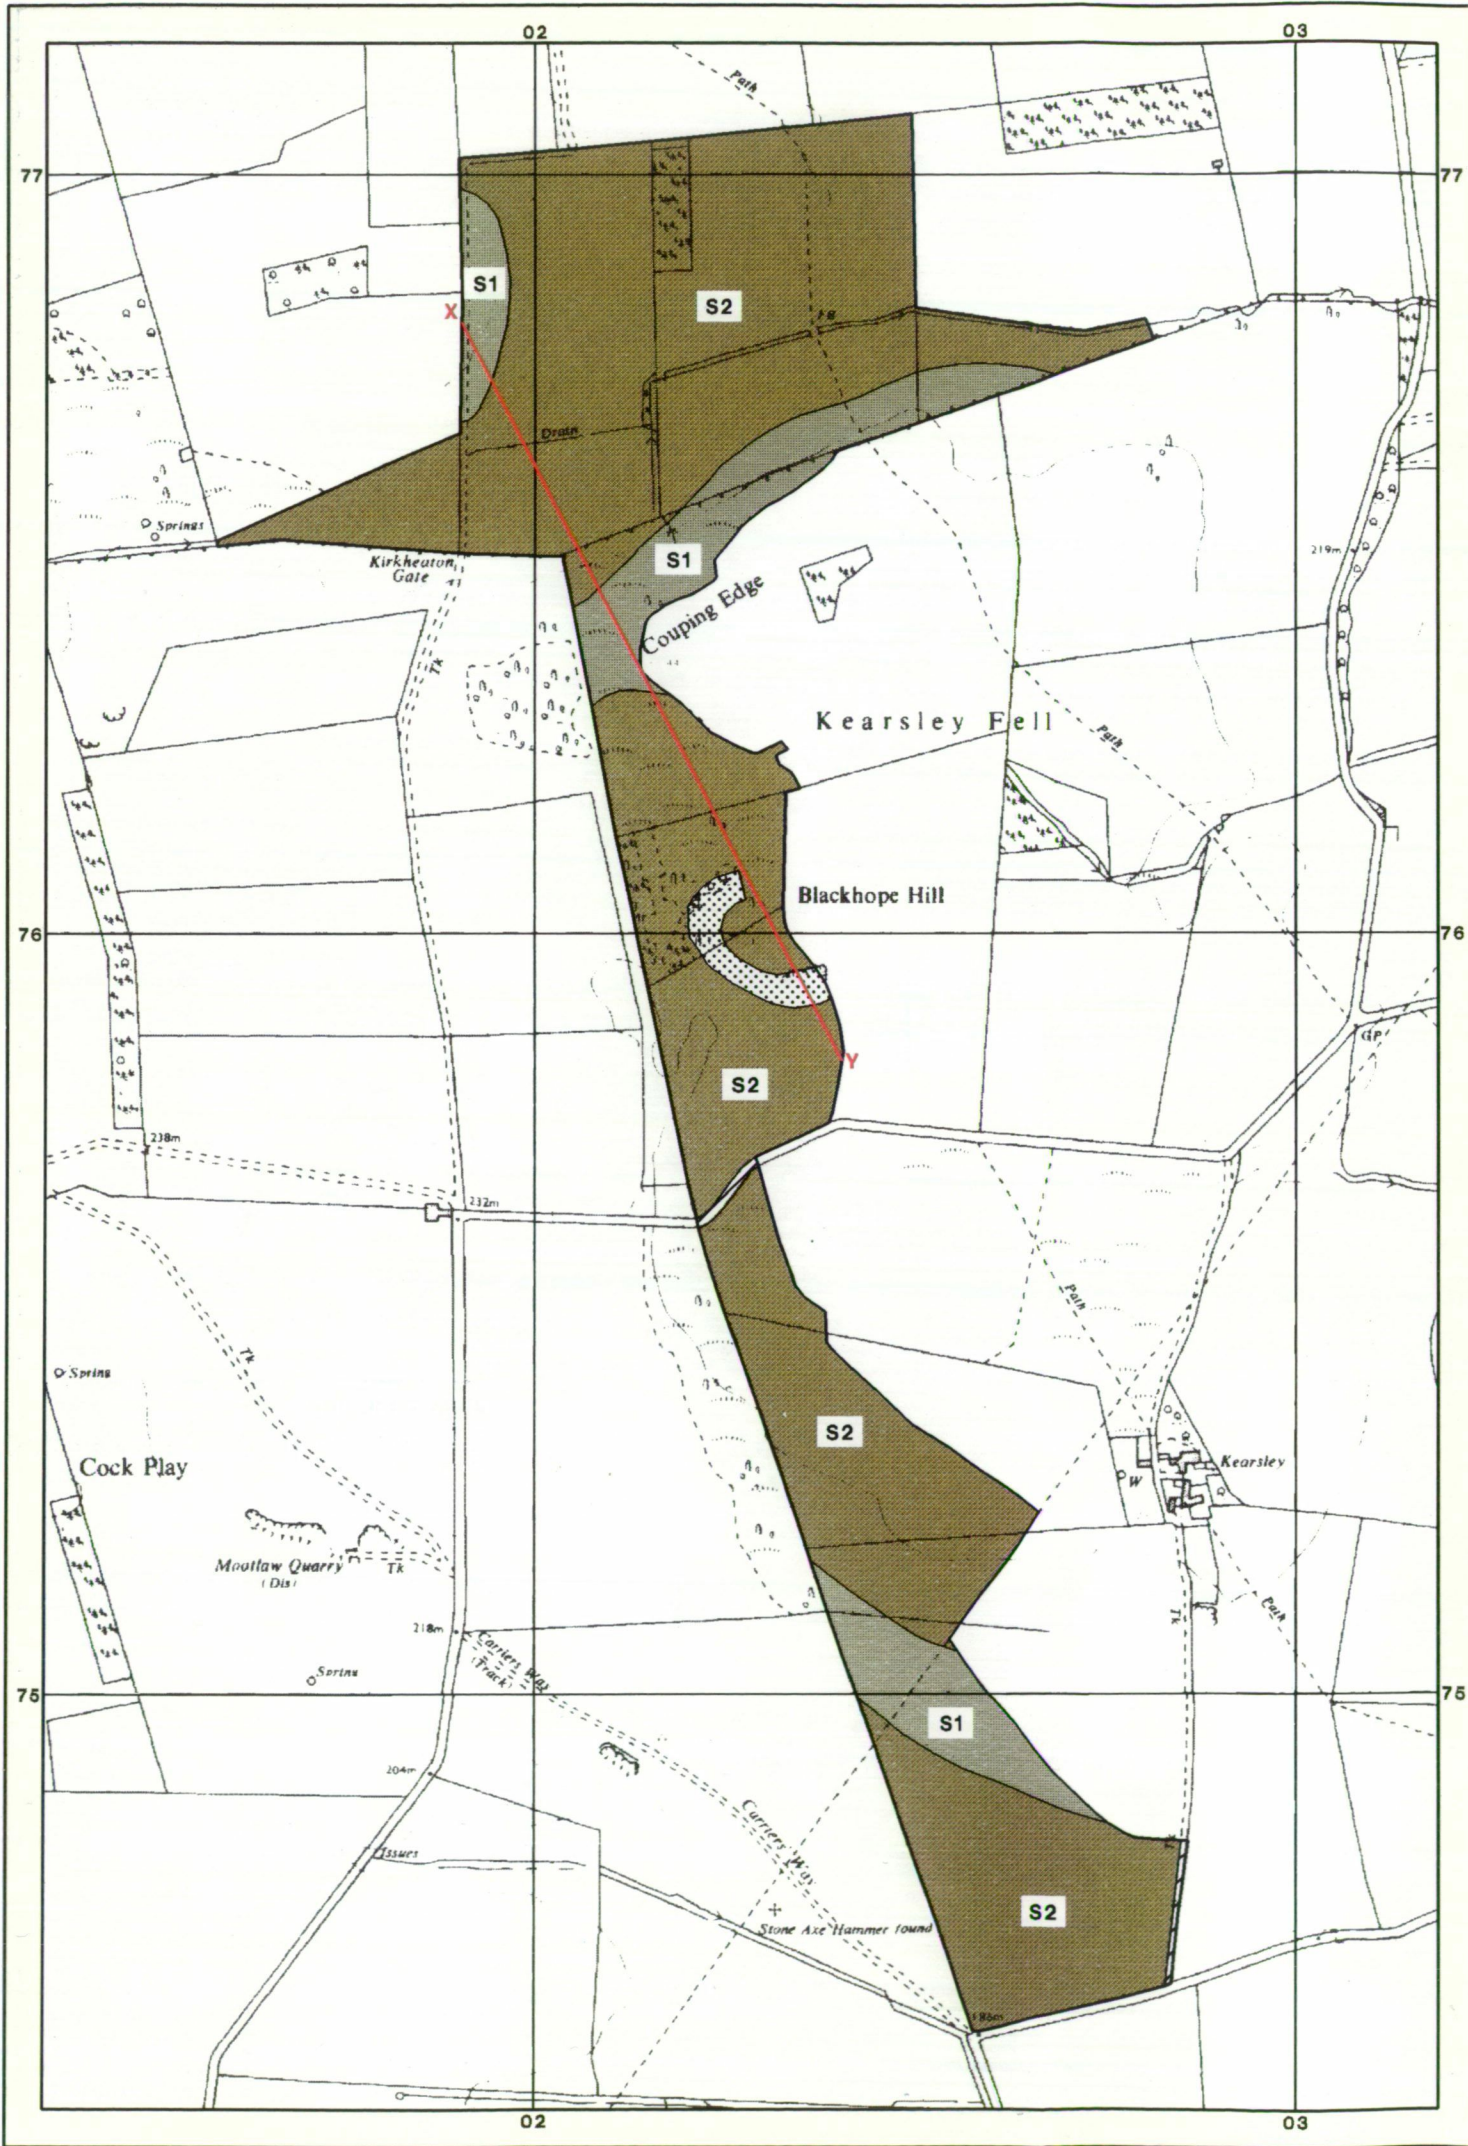 02
03
Path
77
77
S1
S2
X
FB
Drain
Springs
S1
219m
Kirkheaton
Gate
Couping Edge
Tk
Kearsley Fell
Path
Blackhope Hill
76
76
GP
Y
S2
238m
232m
Path
Tk
Spring
S2
Kearsley
Cock Play
W
Mootlaw Quarry
(Dis)
Tk
Path
Tk
218m
Carriers Way
(Track)
Spring
75
75
S1
204m
Carriers Way
Tk
Issues
S2
Stone Axe Hammer found
186m
02
03